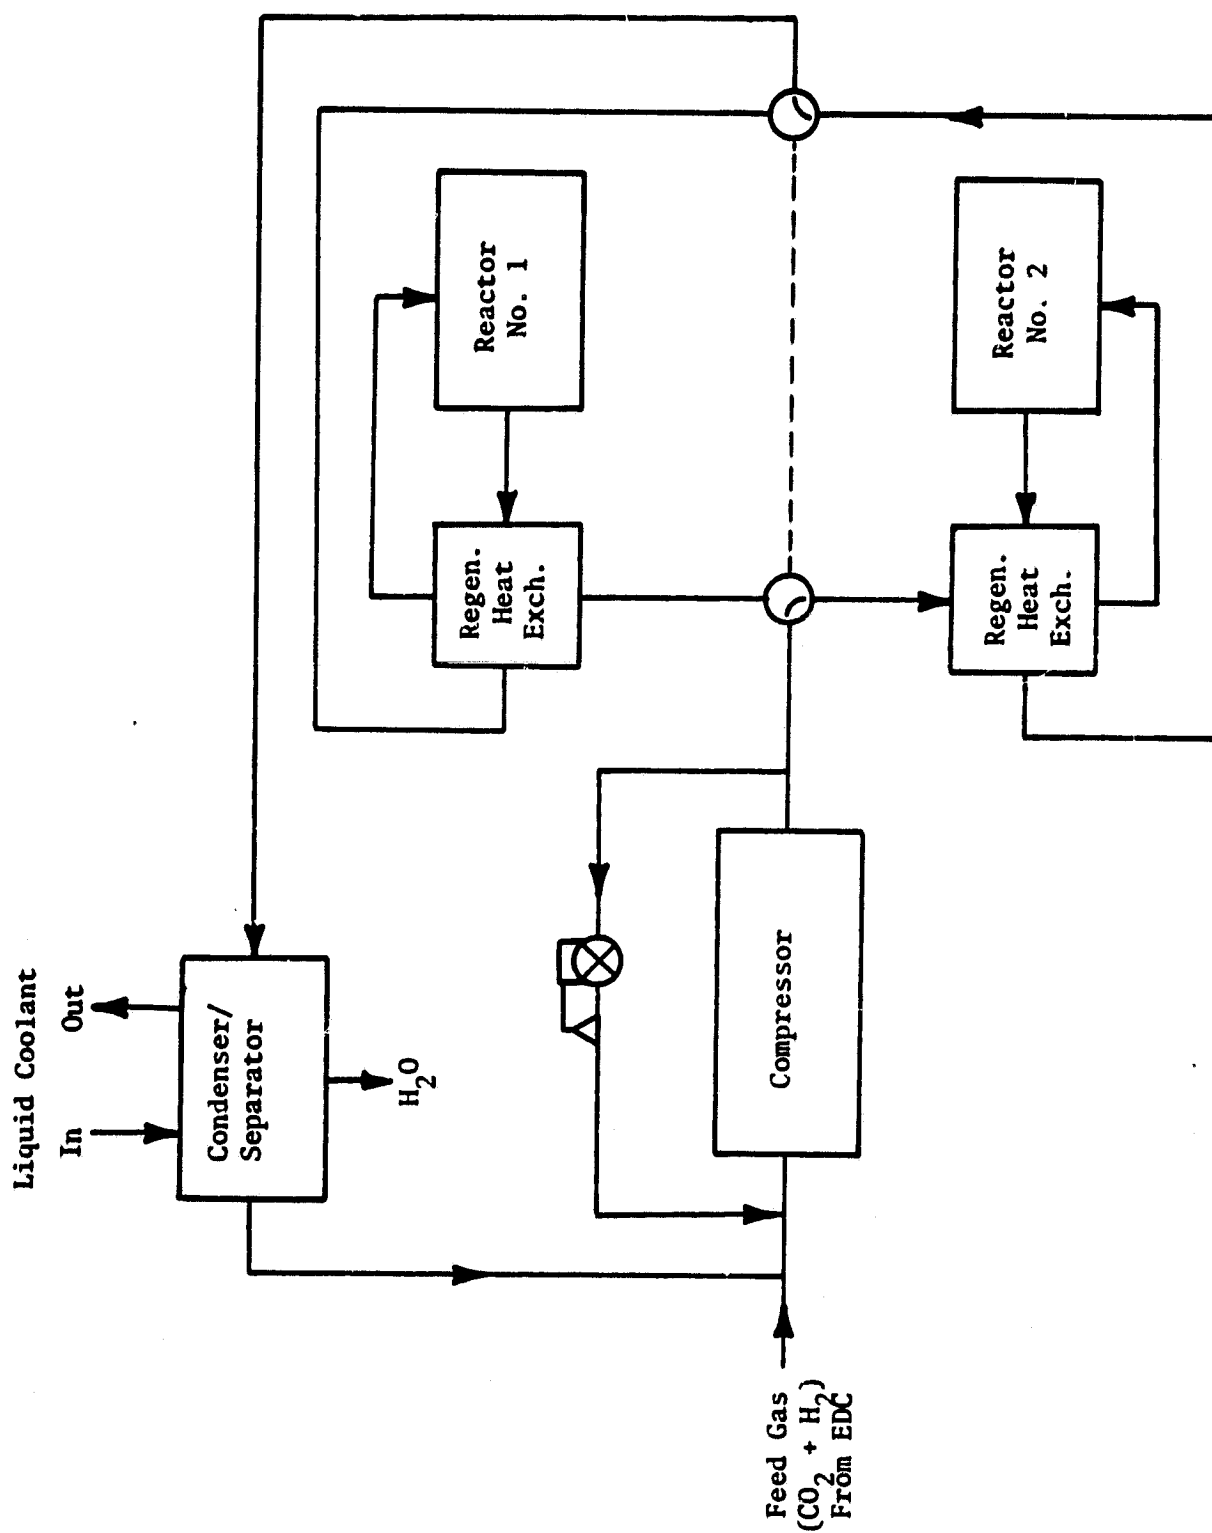 Liquid Coolant
In
Out
Condenser/
Separator
H2O
Feed Gas
(CO2 + H2)
From EDC
Compressor
Regen.
Heat
Exch.
Reactor
No. 1
Regen.
Heat
Exch.
Reactor
No. 2